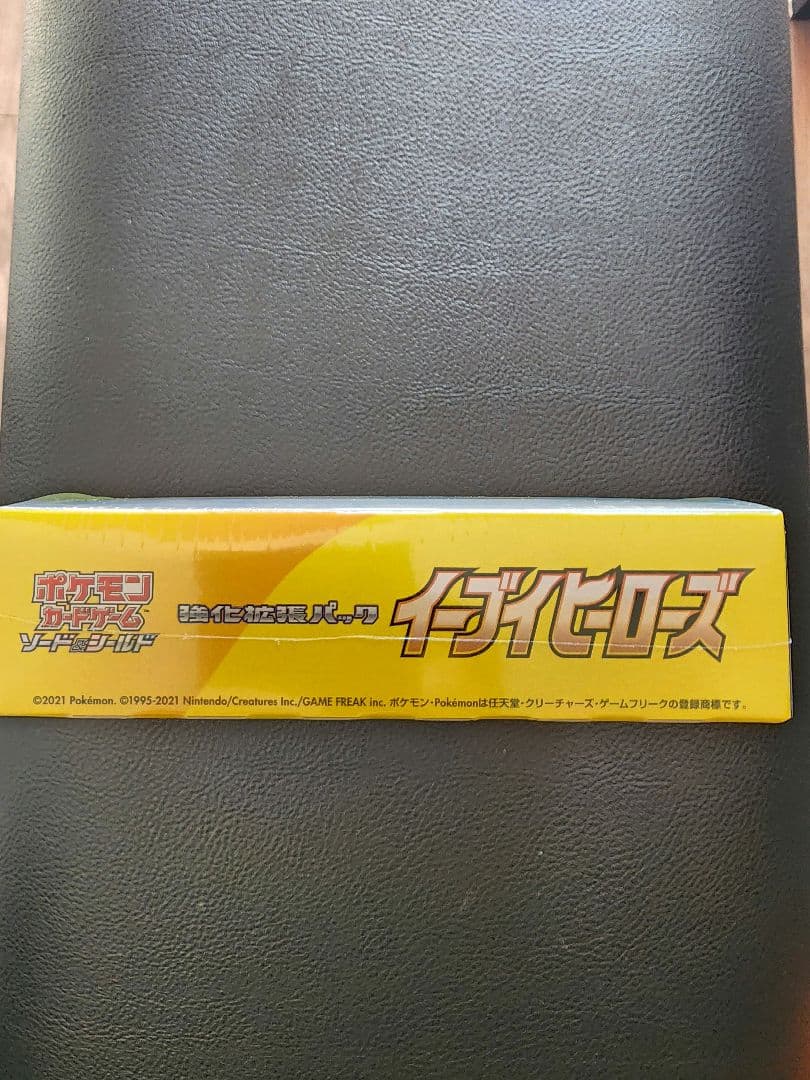 ポケモン
カードゲーム™
ソード&シールド
強化拡張パック
イーブイヒーローズ
©2021 Pokémon. ©1995-2021 Nintendo/Creatures Inc./GAME FREAK inc. ポケモン・Pokémonは任天堂・クリーチャーズ・ゲームフリークの登録商標です。